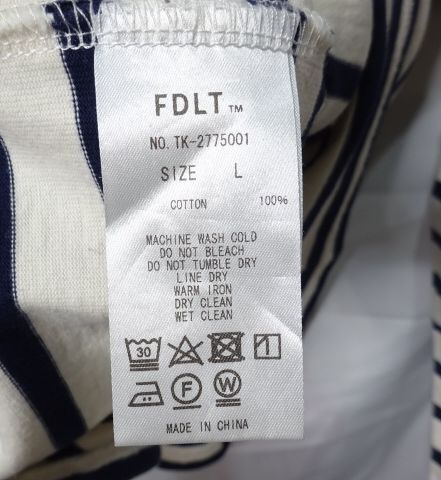 FDLT™
NO. TK-2775001
SIZE L
COTTON 100%
MACHINE WASH COLD
DO NOT BLEACH
DO NOT TUMBLE DRY
LINE DRY
WARM IRON
DRY CLEAN
WET CLEAN
30
F W
MADE IN CHINA